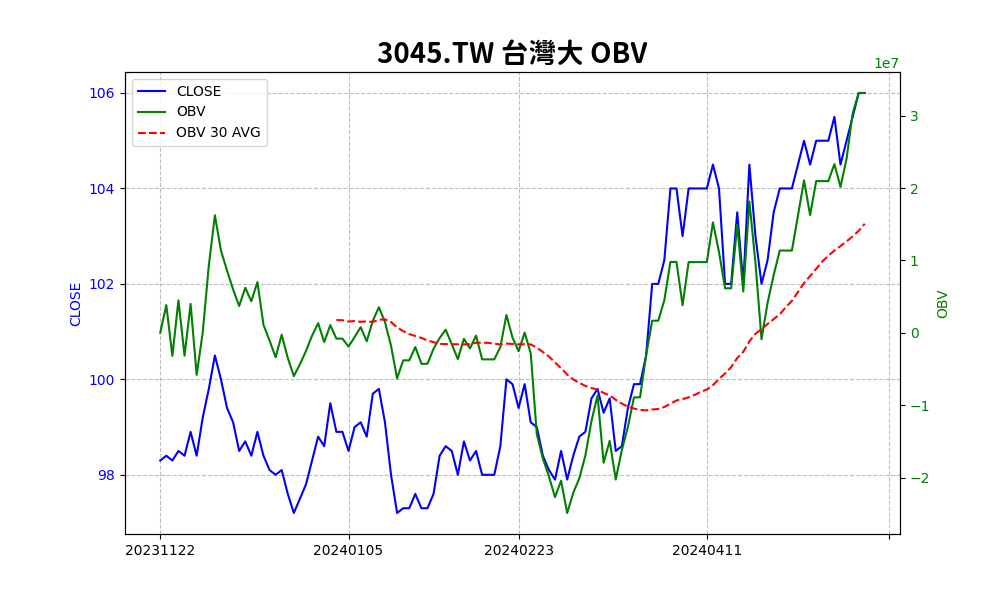 3045.TW 台灣大 OBV
1e7
CLOSE
OBV
OBV 30 AVG
106
104
102
100
98
CLOSE
3
2
1
0
−1
−2
OBV
20231122
20240105
20240223
20240411